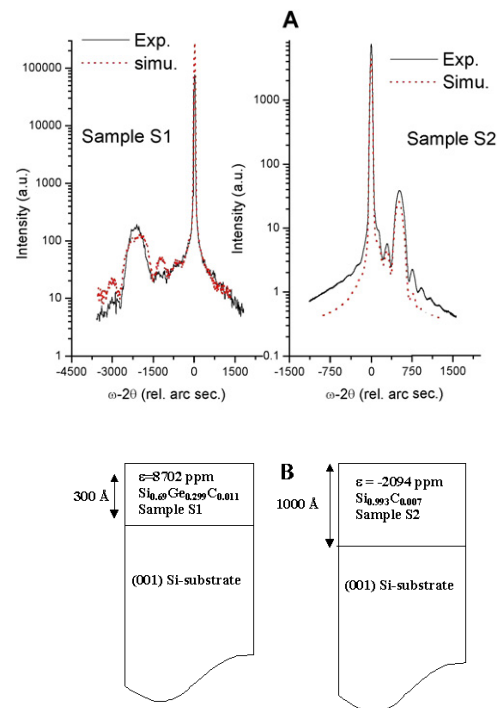 A
Exp.
simu.
Sample S1
Intensity (a.u.)
100000
10000
1000
100
10
1
-4500 -3000 -1500 0 1500
ω-2θ (rel. arc sec.)
Exp.
Simu.
Sample S2
Intensity (a.u.)
1000
100
10
1
0.1
-1500 -750 0 750 1500
ω-2θ (rel. arc sec.)
B
300 Å
ε=8702 ppm
Si0.69Ge0.299C0.011
Sample S1
(001) Si-substrate
1000 Å
ε = -2094 ppm
Si0.993C0.007
Sample S2
(001) Si-substrate